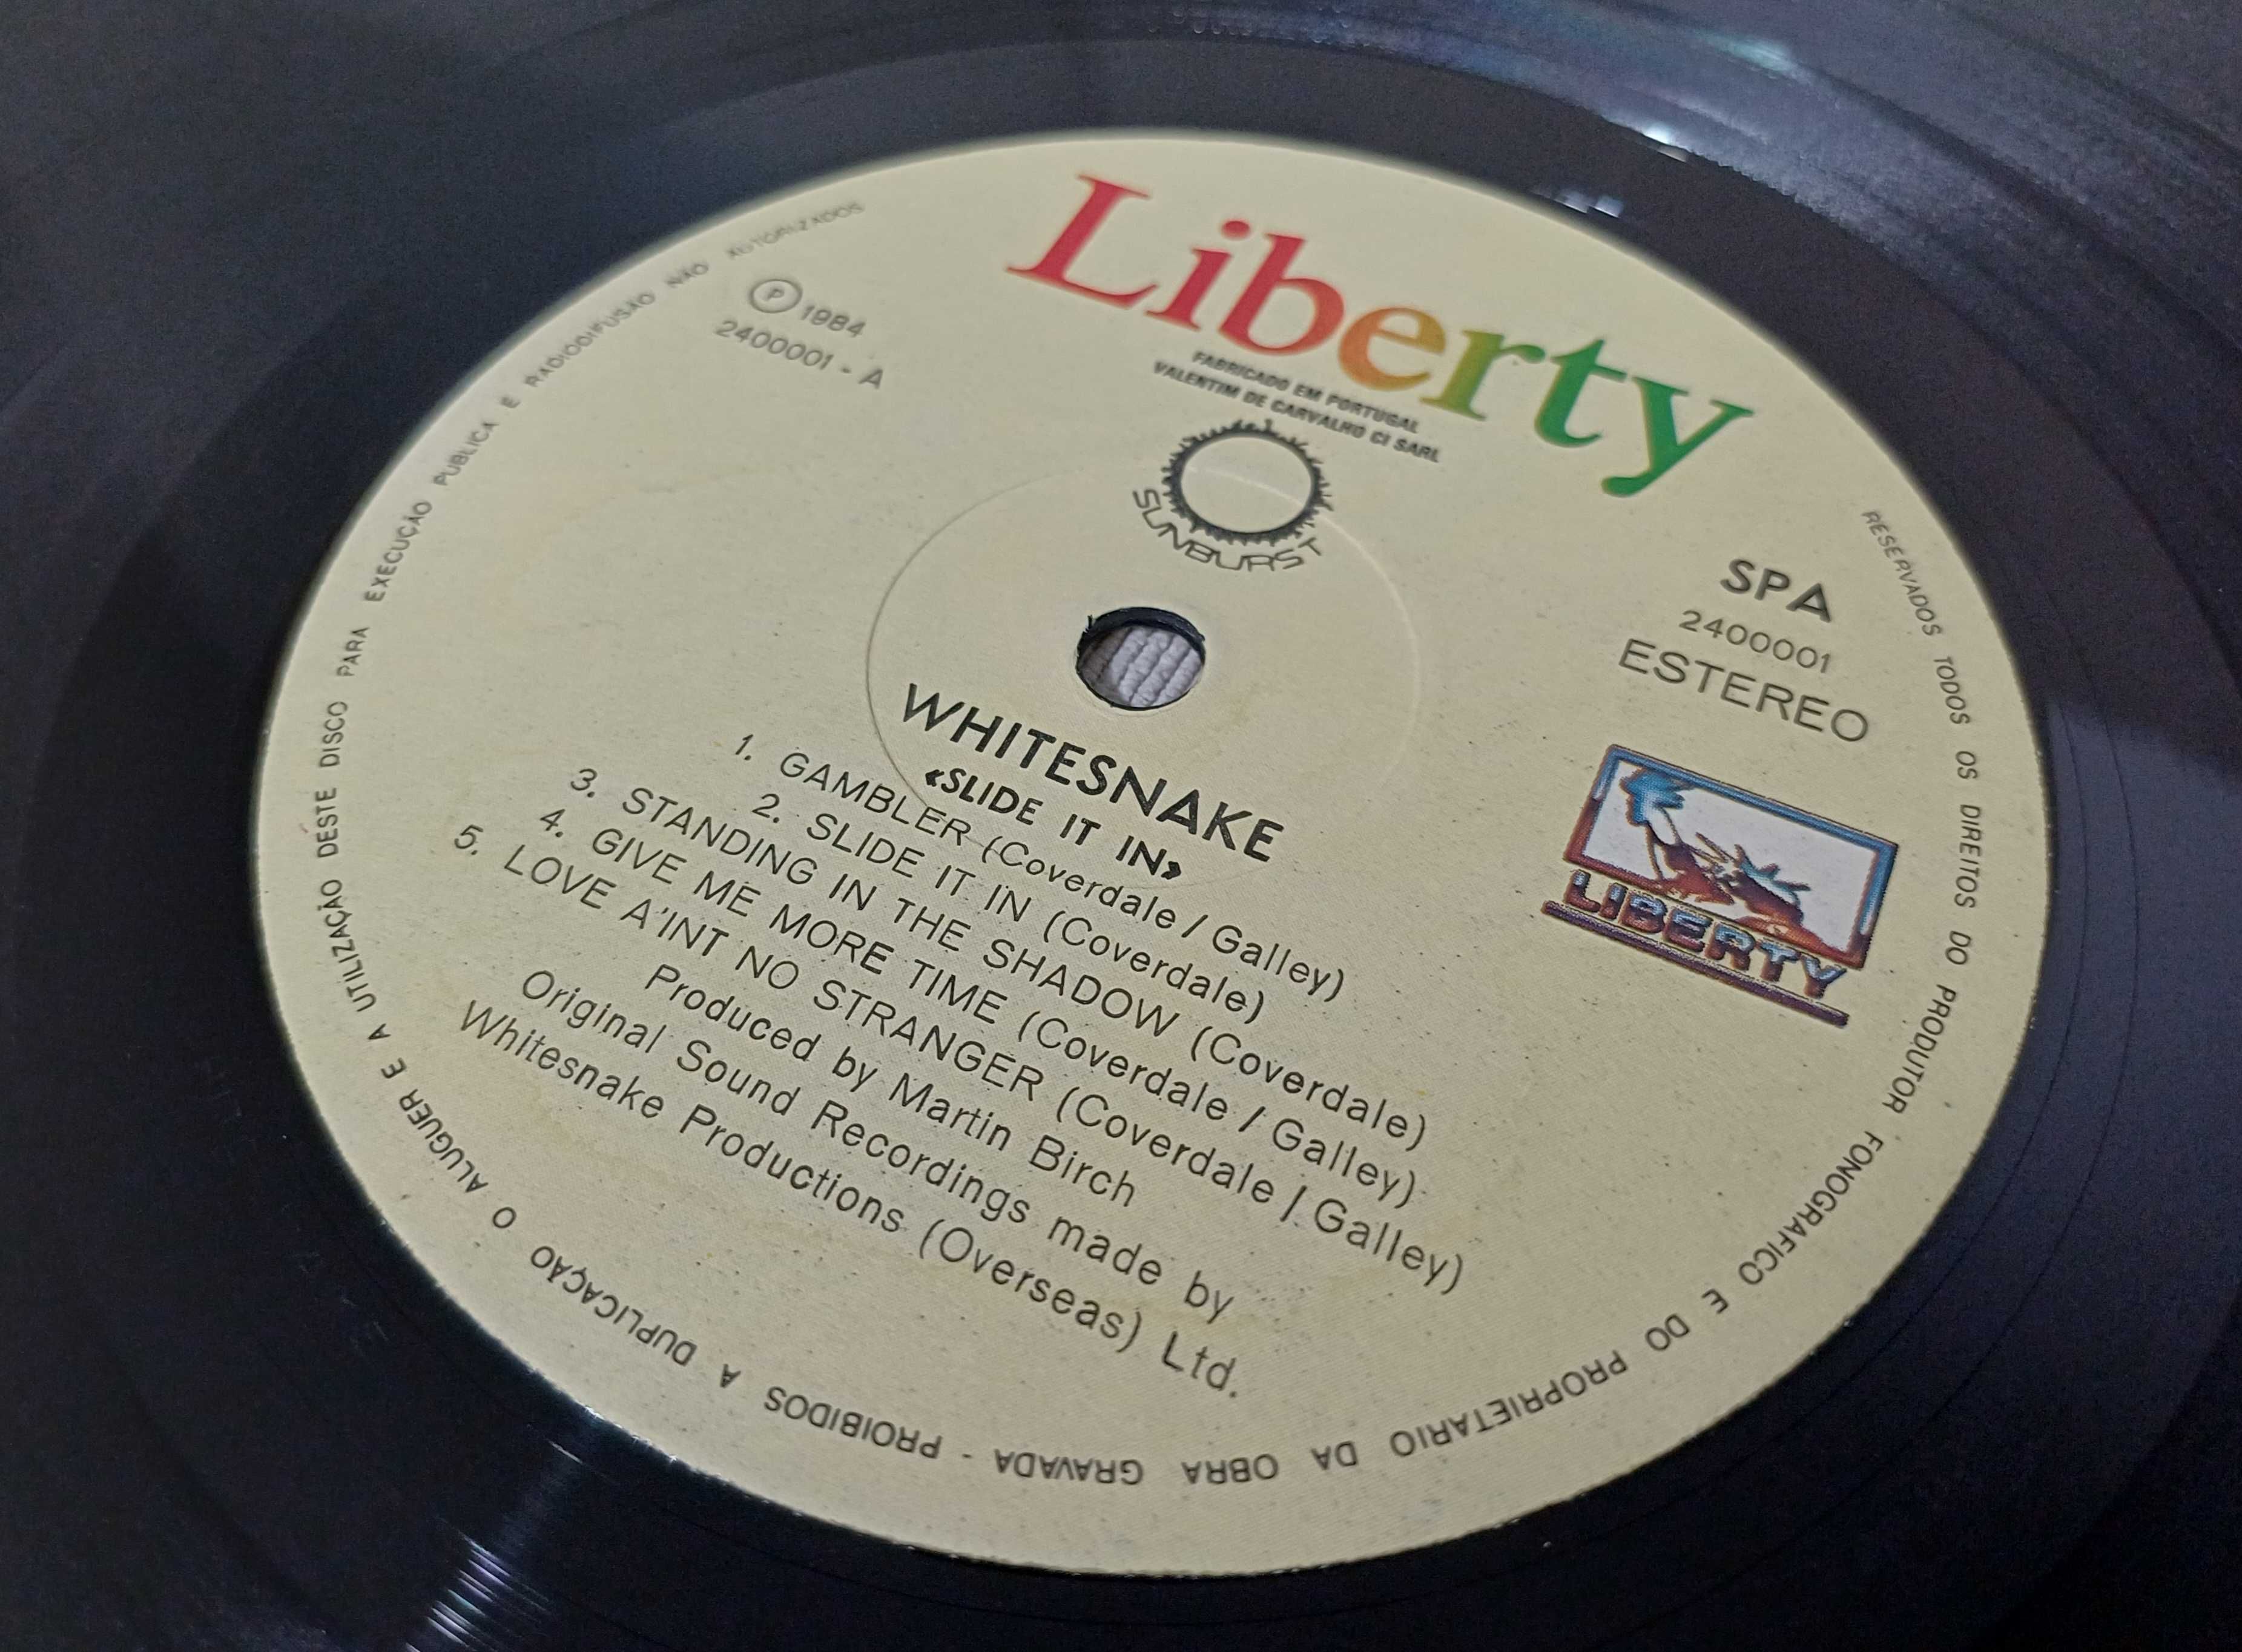 Liberty
FABRICADO EM PORTUGAL
VALENTIM DE CARVALHO CI SARL
SUNBURST
Ⓟ 1984
2400001 - A
SPA
2400001
ESTEREO
LIBERTY
WHITESNAKE
«SLIDE IT IN»
1. GAMBLER (Coverdale / Galley)
2. SLIDE IT IN (Coverdale)
3. STANDING IN THE SHADOW (Coverdale)
4. GIVE ME MORE TIME (Coverdale / Galley)
5. LOVE A'INT NO STRANGER (Coverdale / Galley)
Produced by Martin Birch
Original Sound Recordings made by
Whitesnake Productions (Overseas) Ltd.
RESERVADOS TODOS OS DIREITOS DO PRODUTOR FONOGRAFICO E DO PROPRIETARIO DA OBRA GRAVADA - PROIBIDOS A DUPLICAÇÃO O ALUGUER E A UTILIZAÇÃO DESTE DISCO PARA EXECUÇÃO PUBLICA E RADIODIFUSÃO NÃO AUTORIZADOS